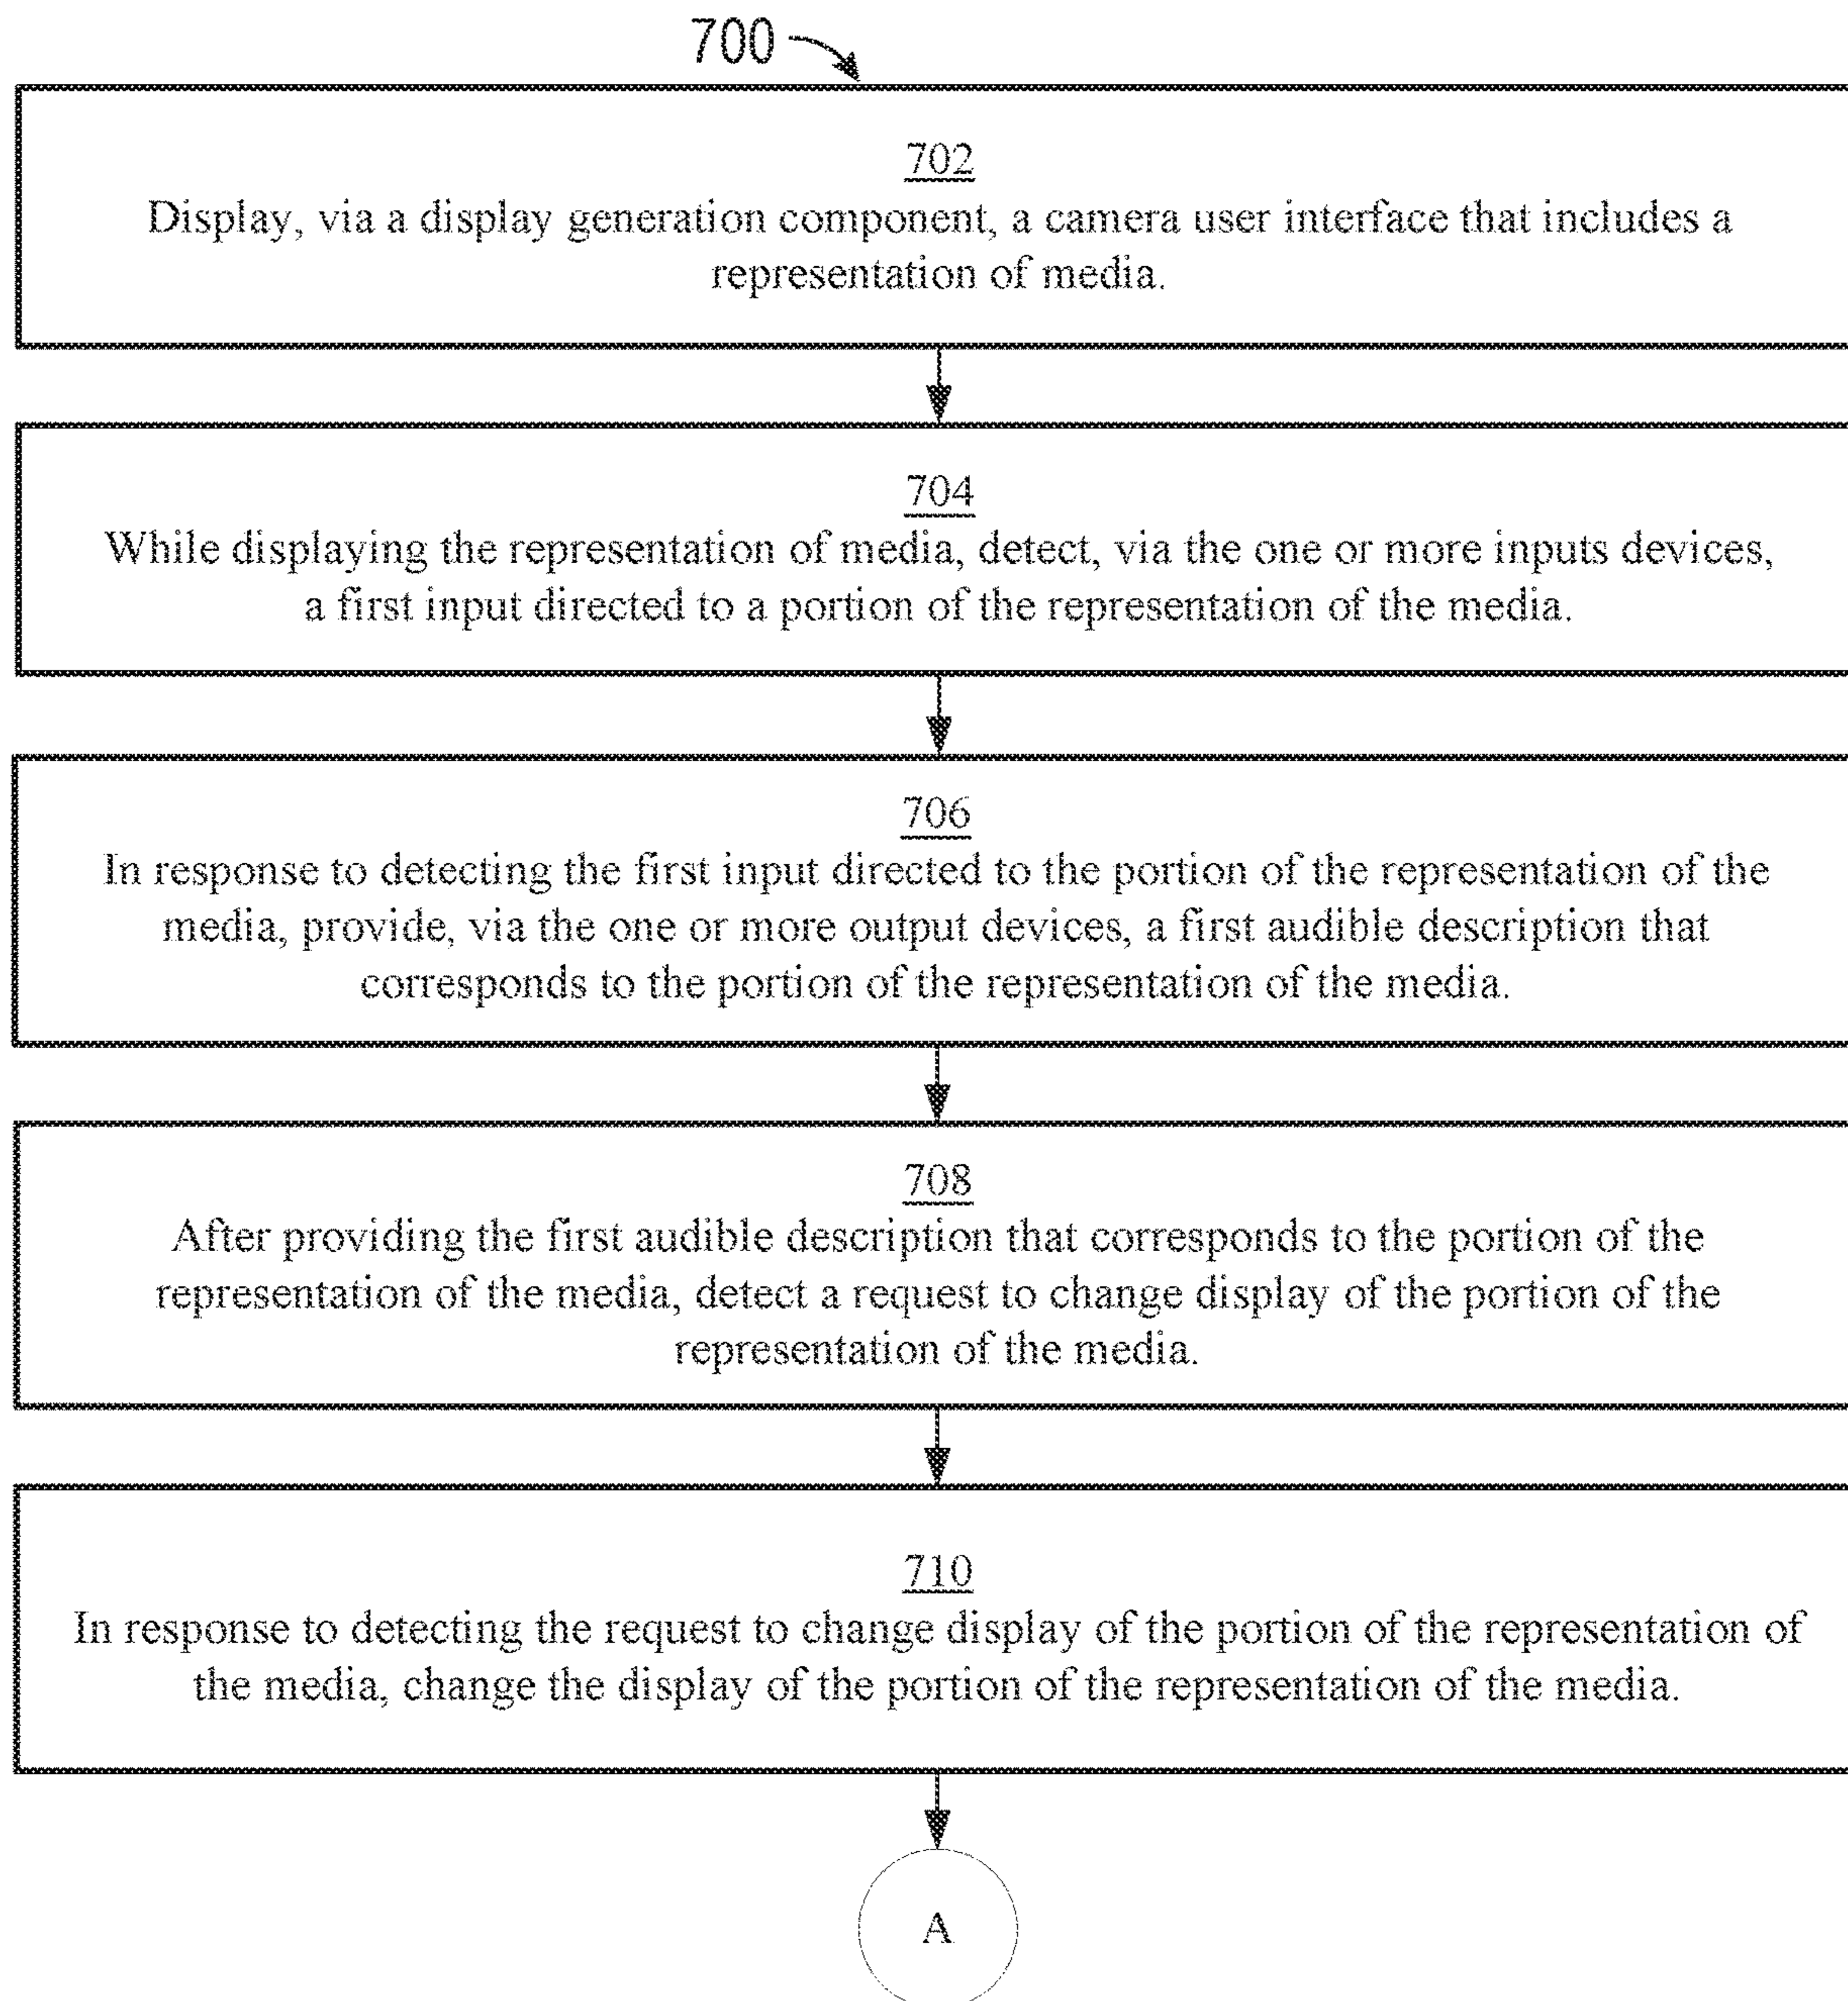 700
702
Display, via a display generation component, a camera user interface that includes a
representation of media.
704
While displaying the representation of media, detect, via the one or more inputs devices,
a first input directed to a portion of the representation of the media.
706
In response to detecting the first input directed to the portion of the representation of the
media, provide, via the one or more output devices, a first audible description that
corresponds to the portion of the representation of the media.
708
After providing the first audible description that corresponds to the portion of the
representation of the media, detect a request to change display of the portion of the
representation of the media.
710
In response to detecting the request to change display of the portion of the representation of
the media, change the display of the portion of the representation of the media.
A